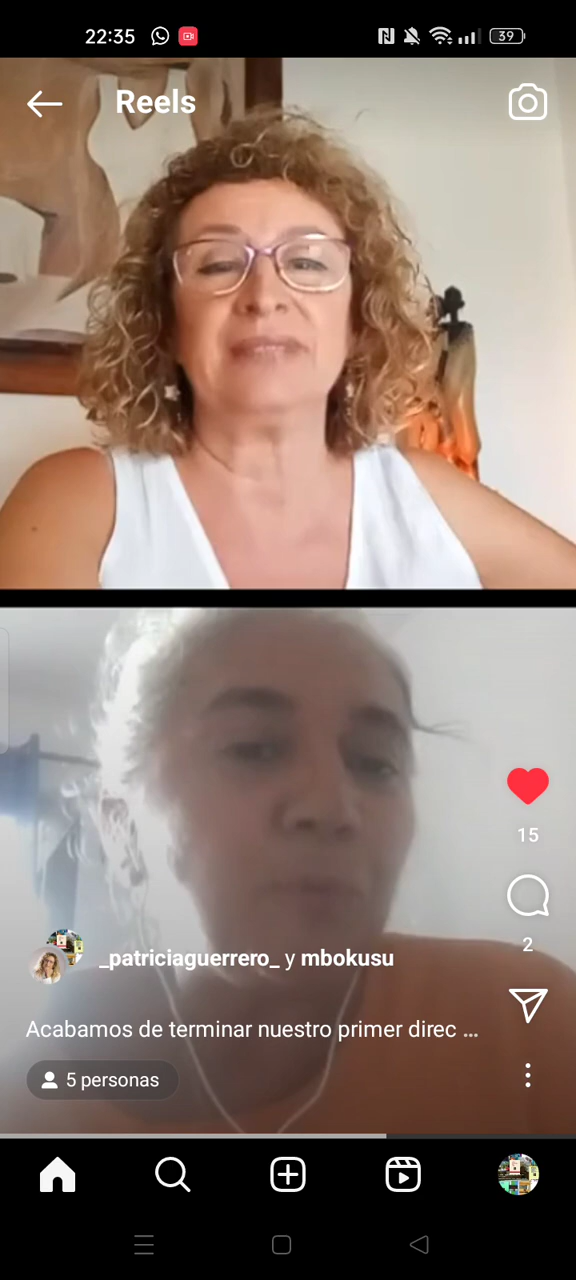 22:35
39
Reels
15
2
_patriciaguerrero_ y mbokusu
Acabamos de terminar nuestro primer direc ...
5 personas